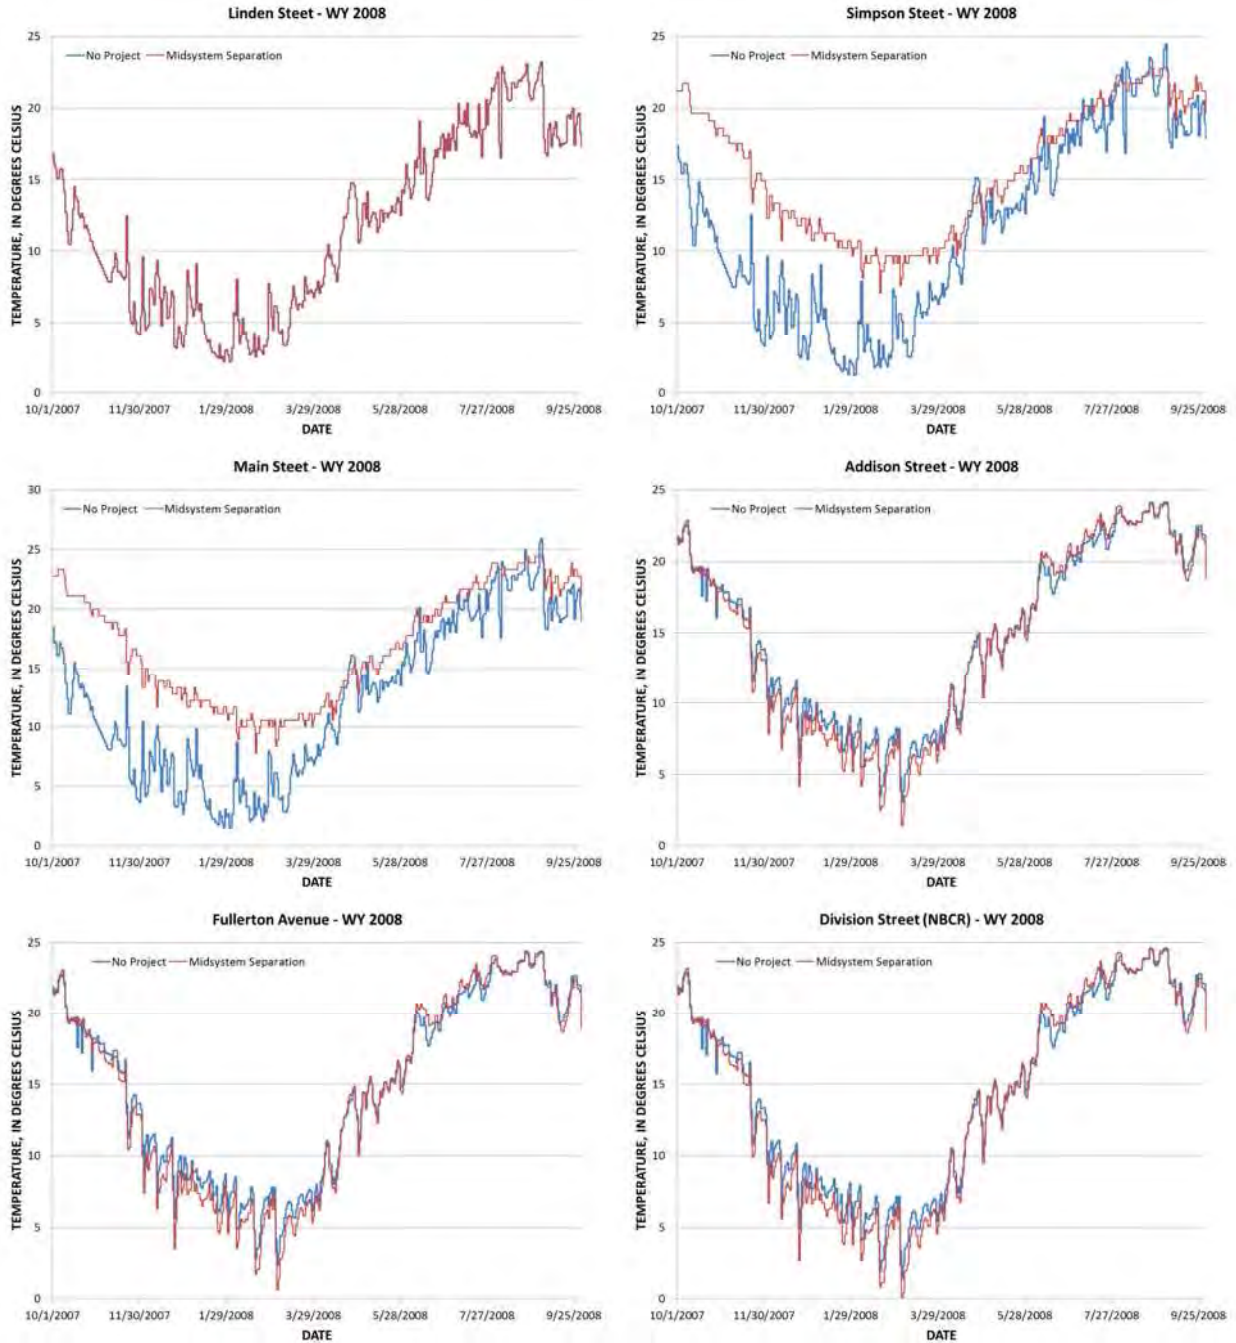 Linden Steet - WY 2008
No Project Midsystem Separation
TEMPERATURE, IN DEGREES CELSIUS
25
20
15
10
5
0
10/1/2007 11/30/2007 1/29/2008 3/29/2008 5/28/2008 7/27/2008 9/25/2008
DATE
Simpson Steet - WY 2008
No Project Midsystem Separation
TEMPERATURE, IN DEGREES CELSIUS
25
20
15
10
5
0
10/1/2007 11/30/2007 1/29/2008 3/29/2008 5/28/2008 7/27/2008 9/25/2008
DATE
Main Steet - WY 2008
No Project Midsystem Separation
TEMPERATURE, IN DEGREES CELSIUS
30
25
20
15
10
5
0
10/1/2007 11/30/2007 1/29/2008 3/29/2008 5/28/2008 7/27/2008 9/25/2008
DATE
Addison Street - WY 2008
No Project Midsystem Separation
TEMPERATURE, IN DEGREES CELSIUS
25
20
15
10
5
0
10/1/2007 11/30/2007 1/29/2008 3/29/2008 5/28/2008 7/27/2008 9/25/2008
DATE
Fullerton Avenue - WY 2008
No Project Midsystem Separation
TEMPERATURE, IN DEGREES CELSIUS
25
20
15
10
5
0
10/1/2007 11/30/2007 1/29/2008 3/29/2008 5/28/2008 7/27/2008 9/25/2008
DATE
Division Street (NBCR) - WY 2008
No Project Midsystem Separation
TEMPERATURE, IN DEGREES CELSIUS
25
20
15
10
5
0
10/1/2007 11/30/2007 1/29/2008 3/29/2008 5/28/2008 7/27/2008 9/25/2008
DATE